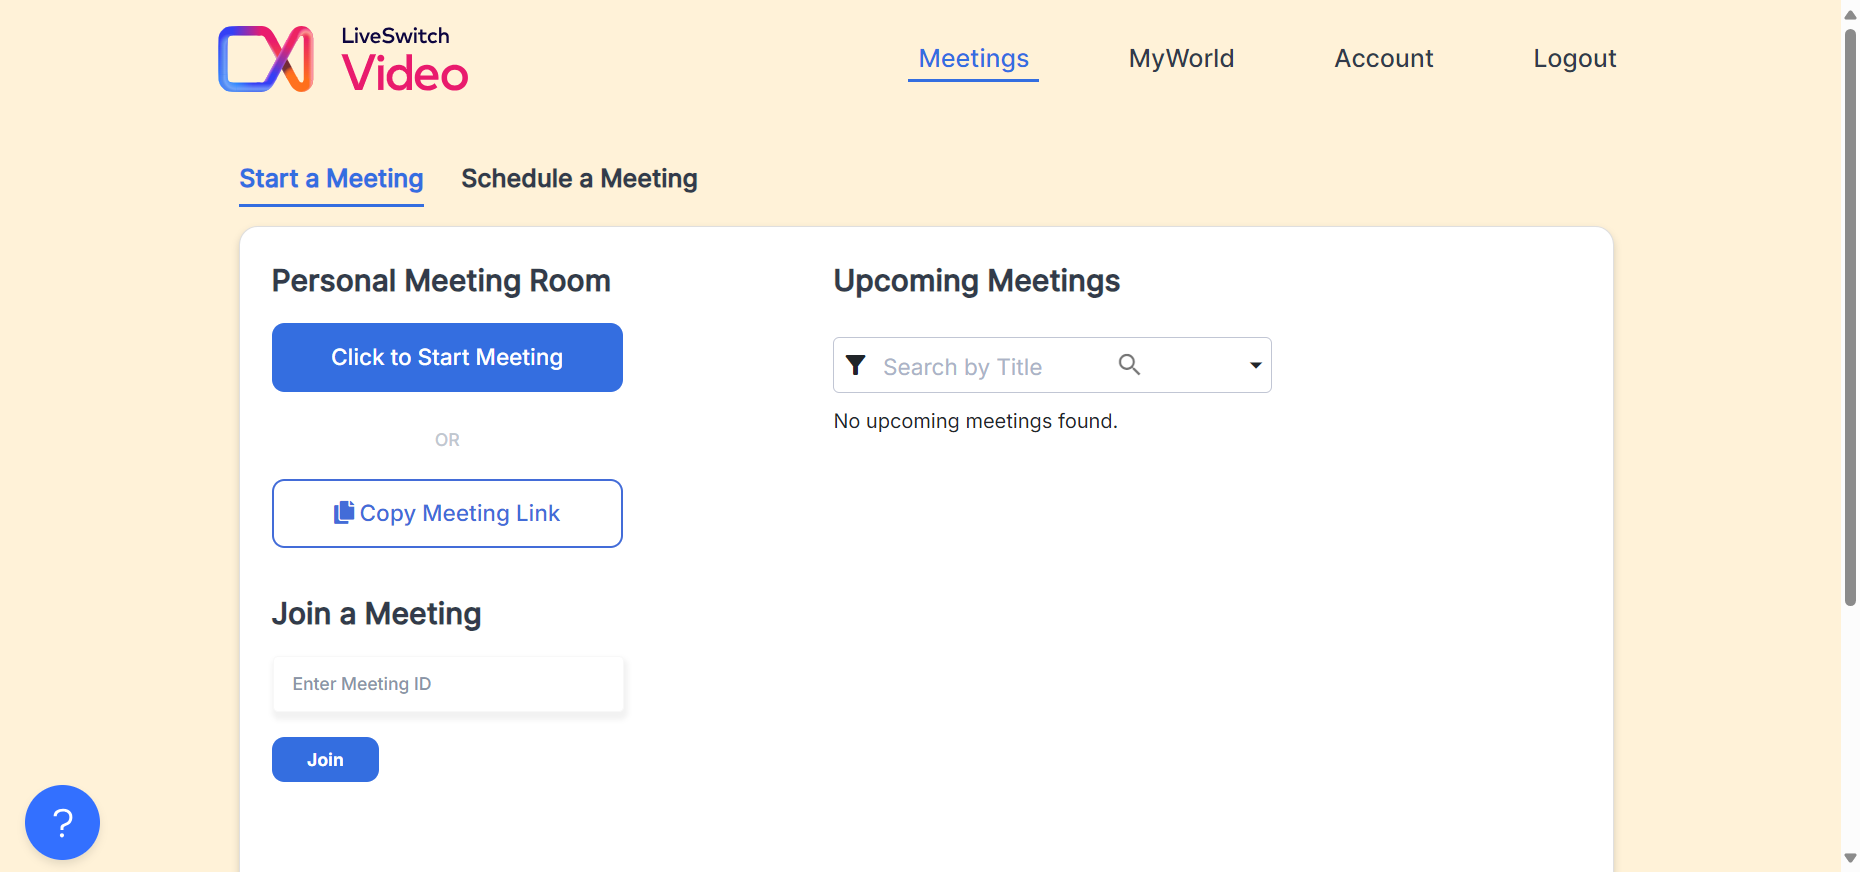 LiveSwitch
Video
Meetings
MyWorld
Account
Logout
Start a Meeting
Schedule a Meeting
Personal Meeting Room
Click to Start Meeting
OR
Copy Meeting Link
Join a Meeting
Enter Meeting ID
Join
Upcoming Meetings
Search by Title
No upcoming meetings found.
?